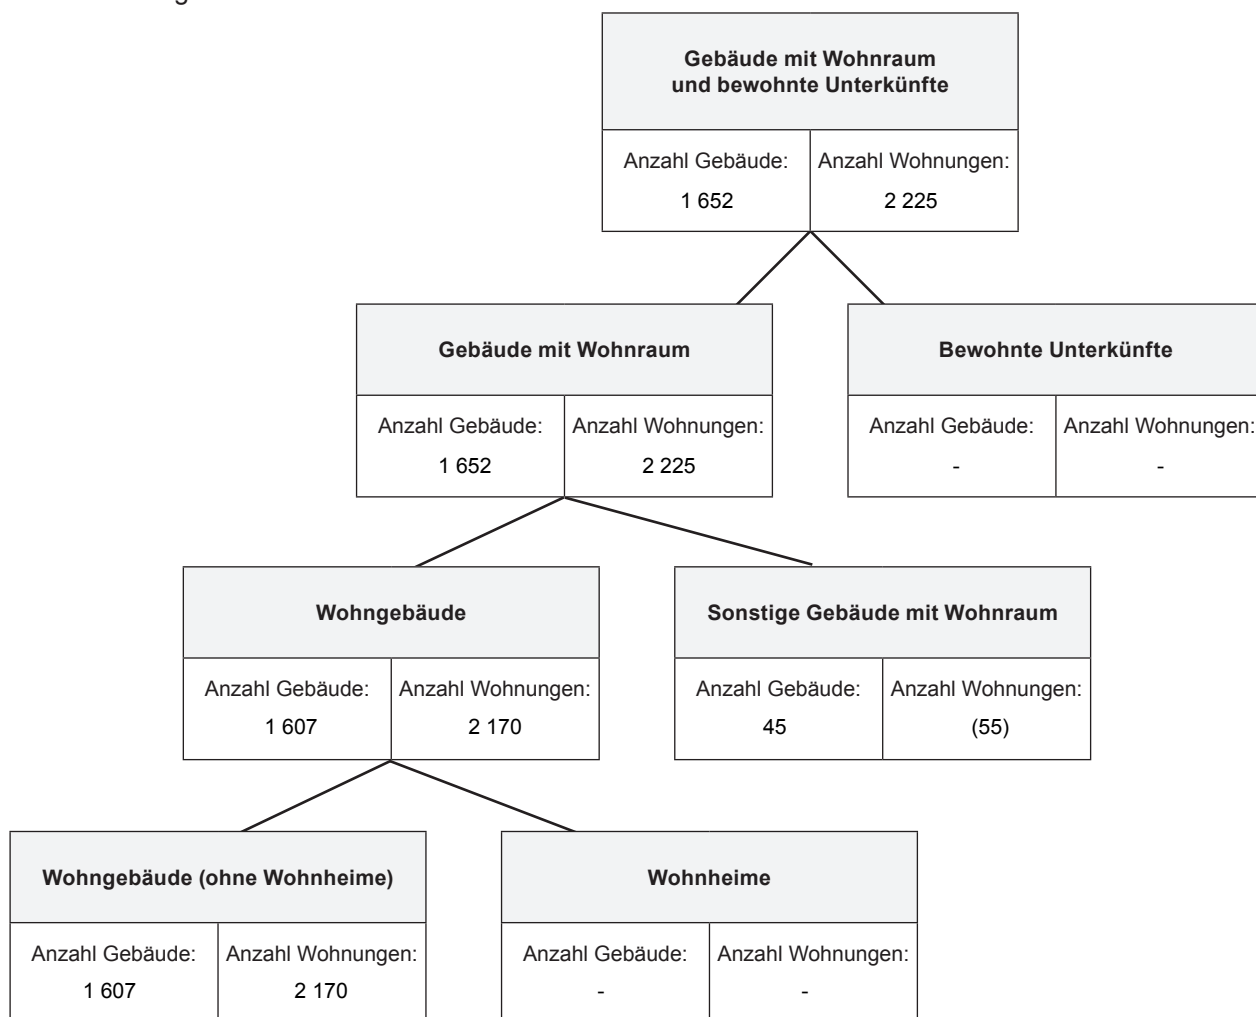 Gebäude mit Wohnraum
und bewohnte Unterkünfte
Anzahl Gebäude:
Anzahl Wohnungen:
1 652
2 225
Gebäude mit Wohnraum
Bewohnte Unterkünfte
Anzahl Gebäude:
Anzahl Wohnungen:
Anzahl Gebäude:
Anzahl Wohnungen:
1 652
2 225
-
-
Wohngebäude
Sonstige Gebäude mit Wohnraum
Anzahl Gebäude:
Anzahl Wohnungen:
Anzahl Gebäude:
Anzahl Wohnungen:
1 607
2 170
45
(55)
Wohngebäude (ohne Wohnheime)
Wohnheime
Anzahl Gebäude:
Anzahl Wohnungen:
Anzahl Gebäude:
Anzahl Wohnungen:
1 607
2 170
-
-